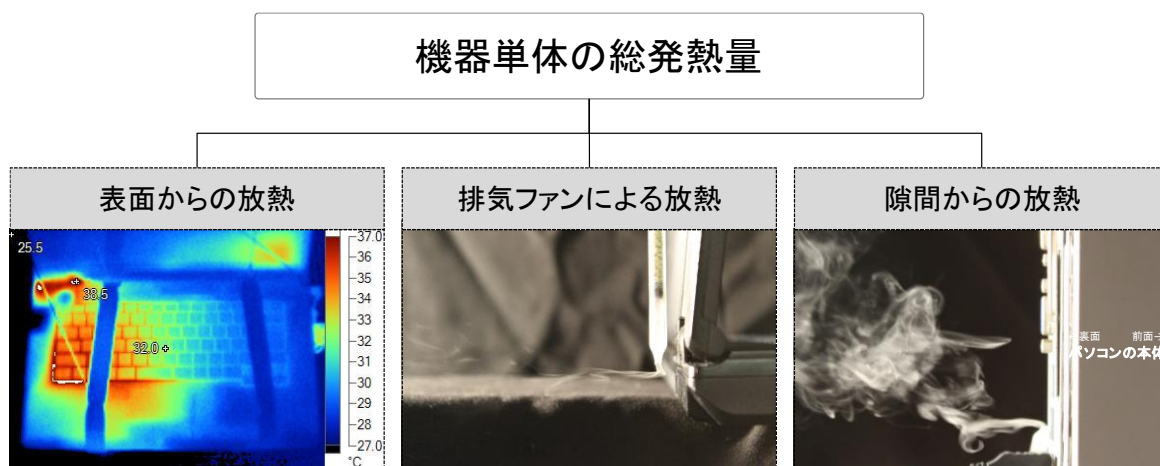 機器単体の総発熱量
表面からの放熱
排気ファンによる放熱
隙間からの放熱
25.5
38.5
32.0
37.0
36
35
34
33
32
31
30
29
28
27.0
°C
裏面 前面→
パソコンの本体